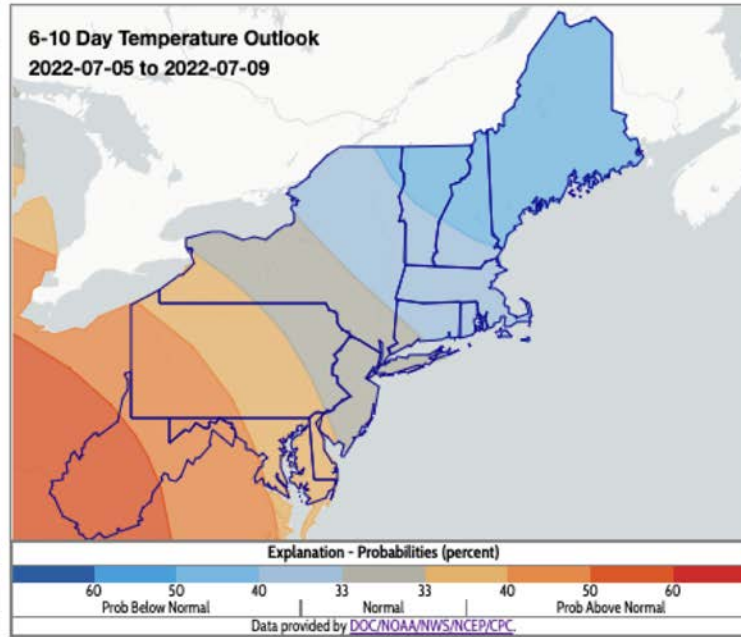 6-10 Day Temperature Outlook
2022-07-05 to 2022-07-09
Explanation - Probabilities (percent)
60 50 40 33 33 40 50 60
Prob Below Normal | Normal | Prob Above Normal
Data provided by DOC/NOAA/NWS/NCEP/CPC.